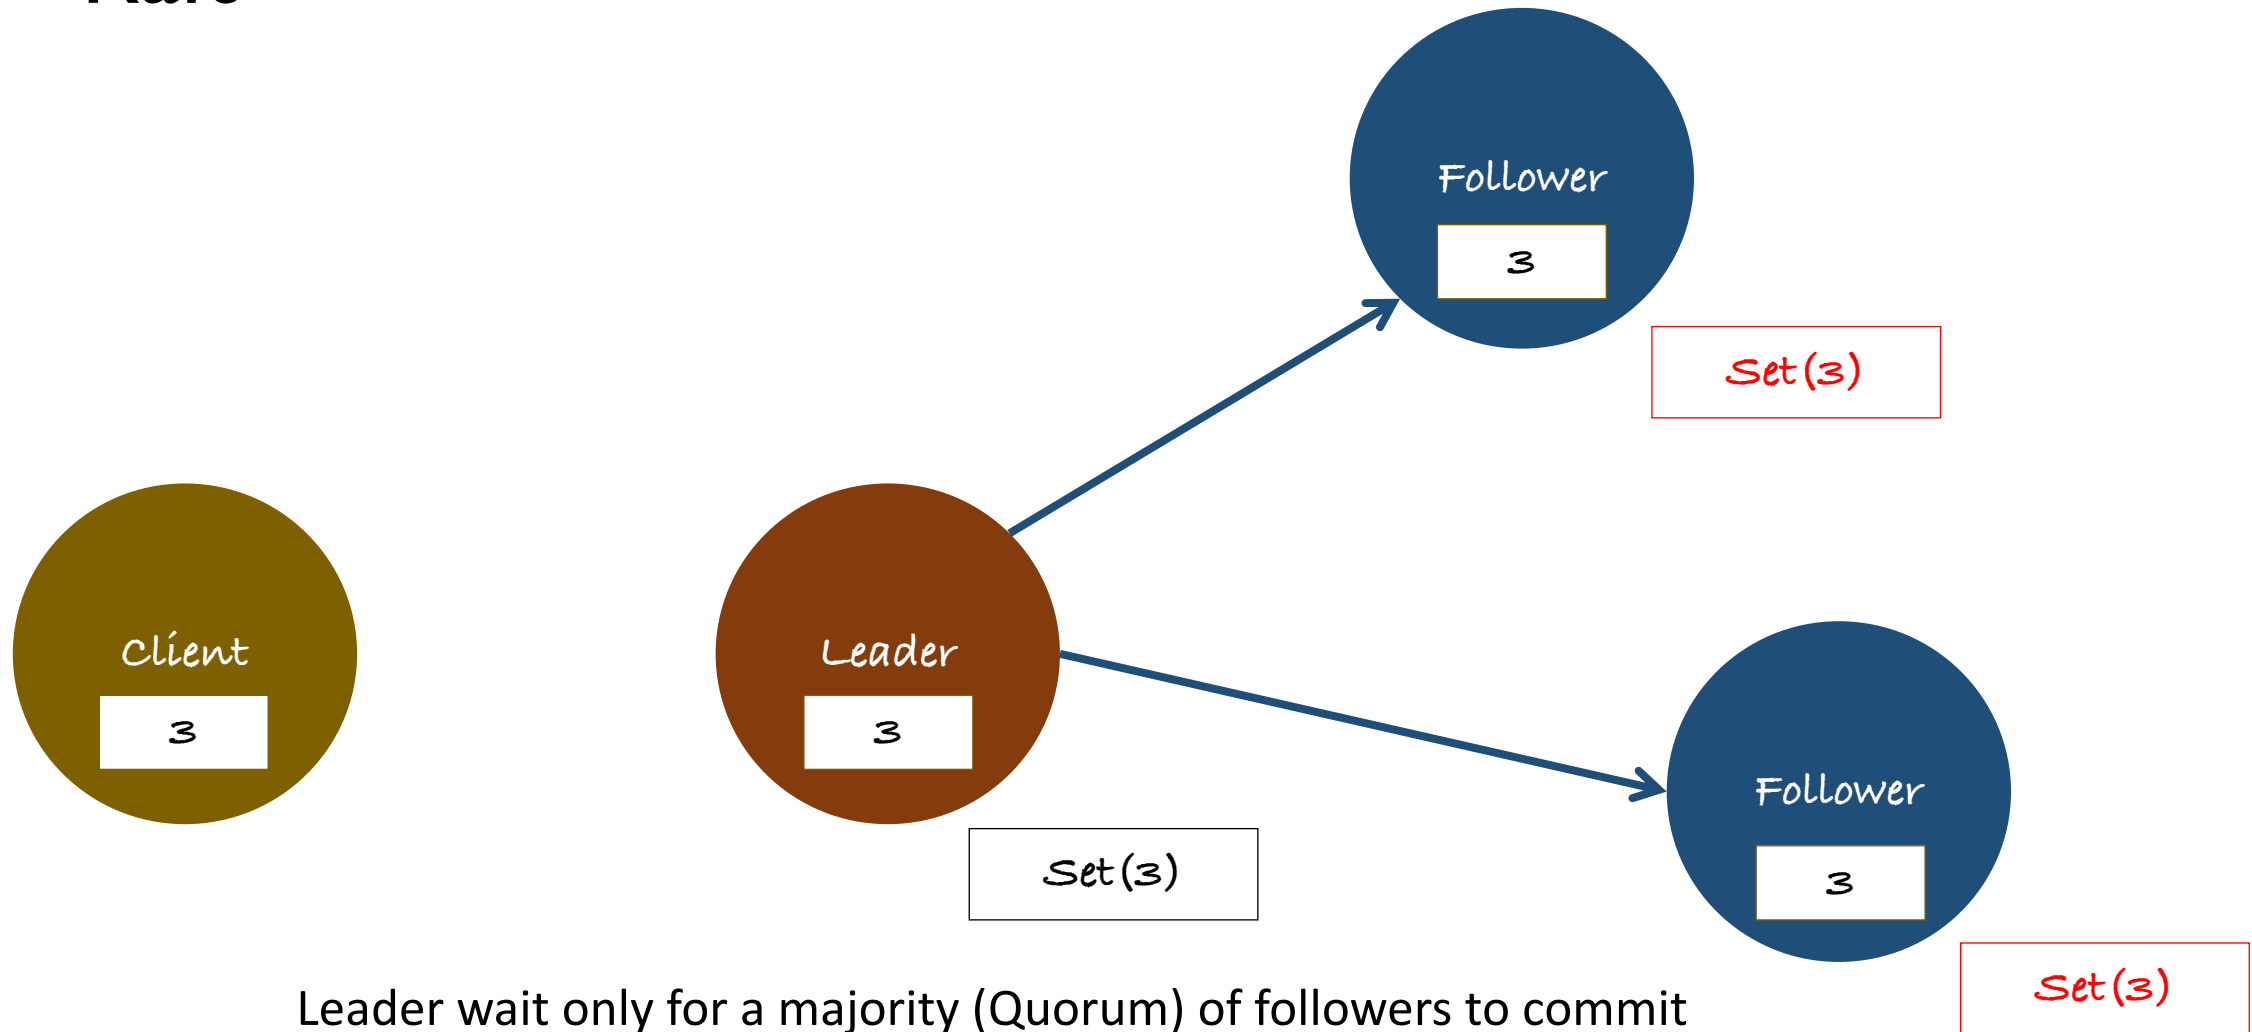 Follower
3
Set(3)
Client
3
Leader
3
Set(3)
Follower
3
Set(3)
Leader wait only for a majority (Quorum) of followers to commit